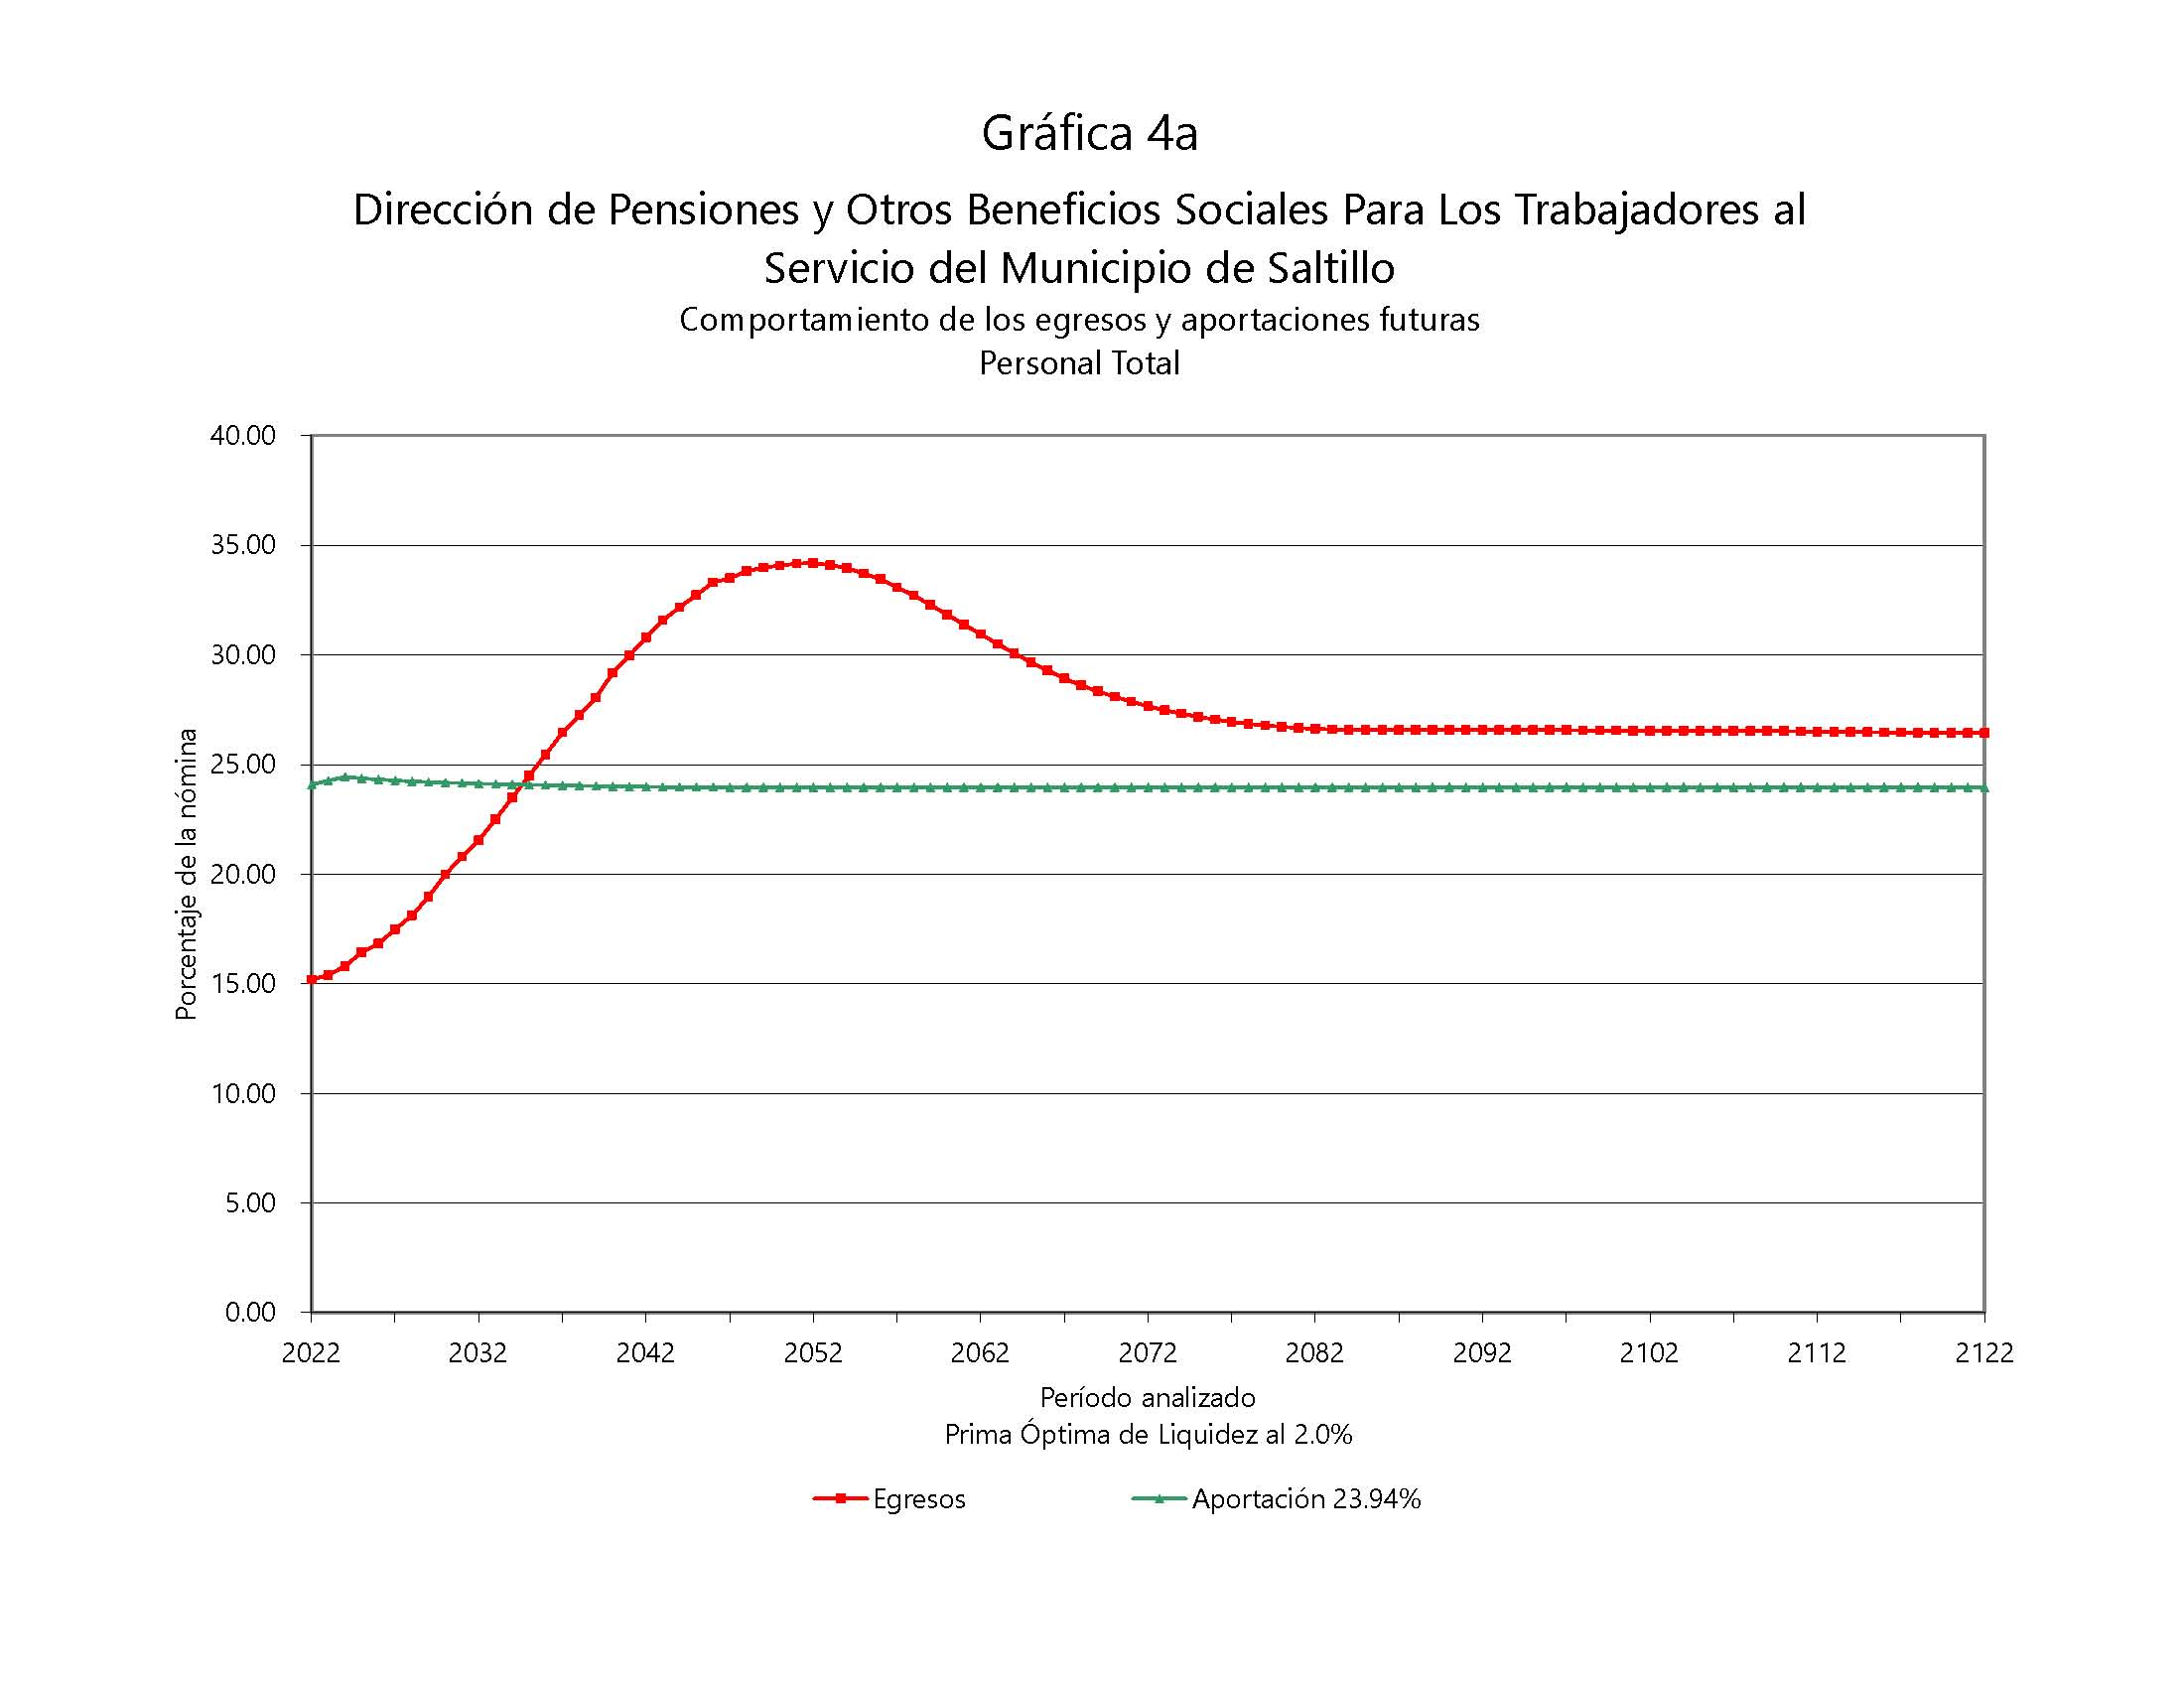 Gráfica 4a
Dirección de Pensiones y Otros Beneficios Sociales Para Los Trabajadores al
Servicio del Municipio de Saltillo
Comportamiento de los egresos y aportaciones futuras
Personal Total
Porcentaje de la nómina
40.00
35.00
30.00
25.00
20.00
15.00
10.00
5.00
0.00
2022 2032 2042 2052 2062 2072 2082 2092 2102 2112 2122
Período analizado
Prima Óptima de Liquidez al 2.0%
Egresos Aportación 23.94%